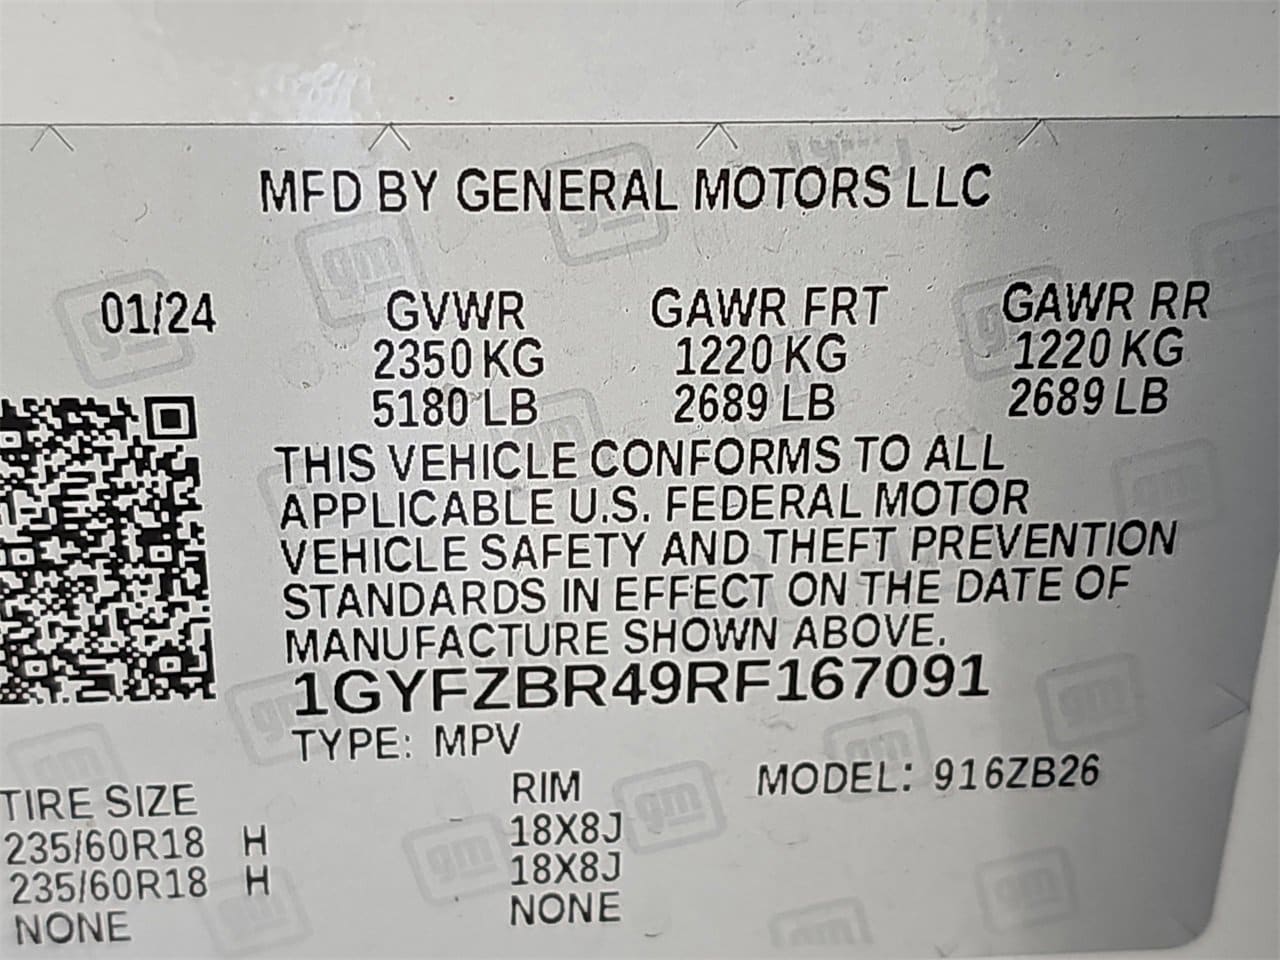 MFD BY GENERAL MOTORS LLC
01/24 GVWR GAWR FRT GAWR RR
2350 KG 1220 KG 1220 KG
5180 LB 2689 LB 2689 LB
THIS VEHICLE CONFORMS TO ALL
APPLICABLE U.S. FEDERAL MOTOR
VEHICLE SAFETY AND THEFT PREVENTION
STANDARDS IN EFFECT ON THE DATE OF
MANUFACTURE SHOWN ABOVE.
1GYFZBR49RF167091
TYPE: MPV
TIRE SIZE RIM MODEL: 916ZB26
235/60R18 H 18X8J
235/60R18 H 18X8J
NONE NONE